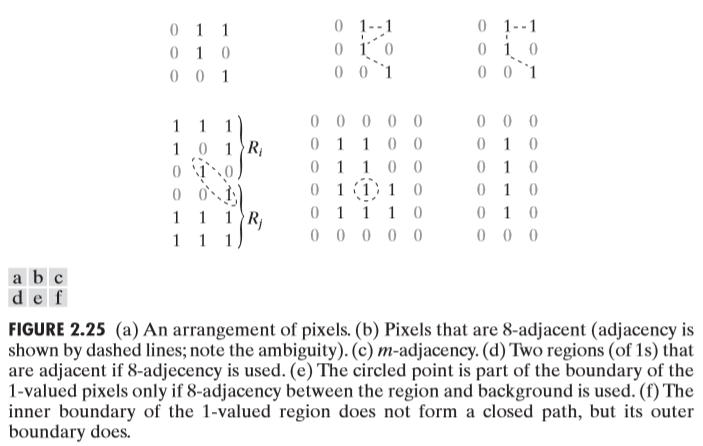 0 1 1
0 1 0
0 0 1
0 1--1
0 1 0
0 0 1
0 1--1
0 1 0
0 0 1
1 1 1
1 0 1 Ri
0 1 0
0 0 1
1 1 1 Rj
1 1 1
0 0 0 0 0
0 1 1 0 0
0 1 1 0 0
0 1 1 1 0
0 1 1 1 0
0 0 0 0 0
0 0 0
0 1 0
0 1 0
0 1 0
0 1 0
0 0 0
a b c
d e f
FIGURE 2.25 (a) An arrangement of pixels. (b) Pixels that are 8-adjacent (adjacency is
shown by dashed lines; note the ambiguity). (c) m-adjacency. (d) Two regions (of 1s) that
are adjacent if 8-adjecency is used. (e) The circled point is part of the boundary of the
1-valued pixels only if 8-adjacency between the region and background is used. (f) The
inner boundary of the 1-valued region does not form a closed path, but its outer
boundary does.